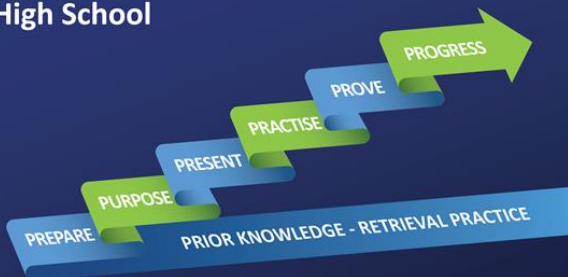 High School
PROGRESS
PROVE
PRACTISE
PRESENT
PURPOSE
PREPARE
PRIOR KNOWLEDGE - RETRIEVAL PRACTICE